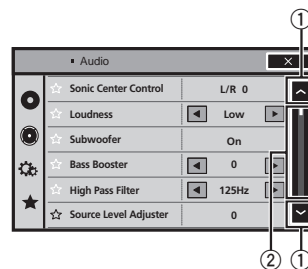 ①
▪ Audio ×
☆ Sonic Center Control L/R 0
☆ Loudness ◀ Low ▶
☆ Subwoofer On
☆ Bass Booster ◀ 0 ▶
☆ High Pass Filter ◀ 125Hz ▶
☆ Source Level Adjuster 0
② ①